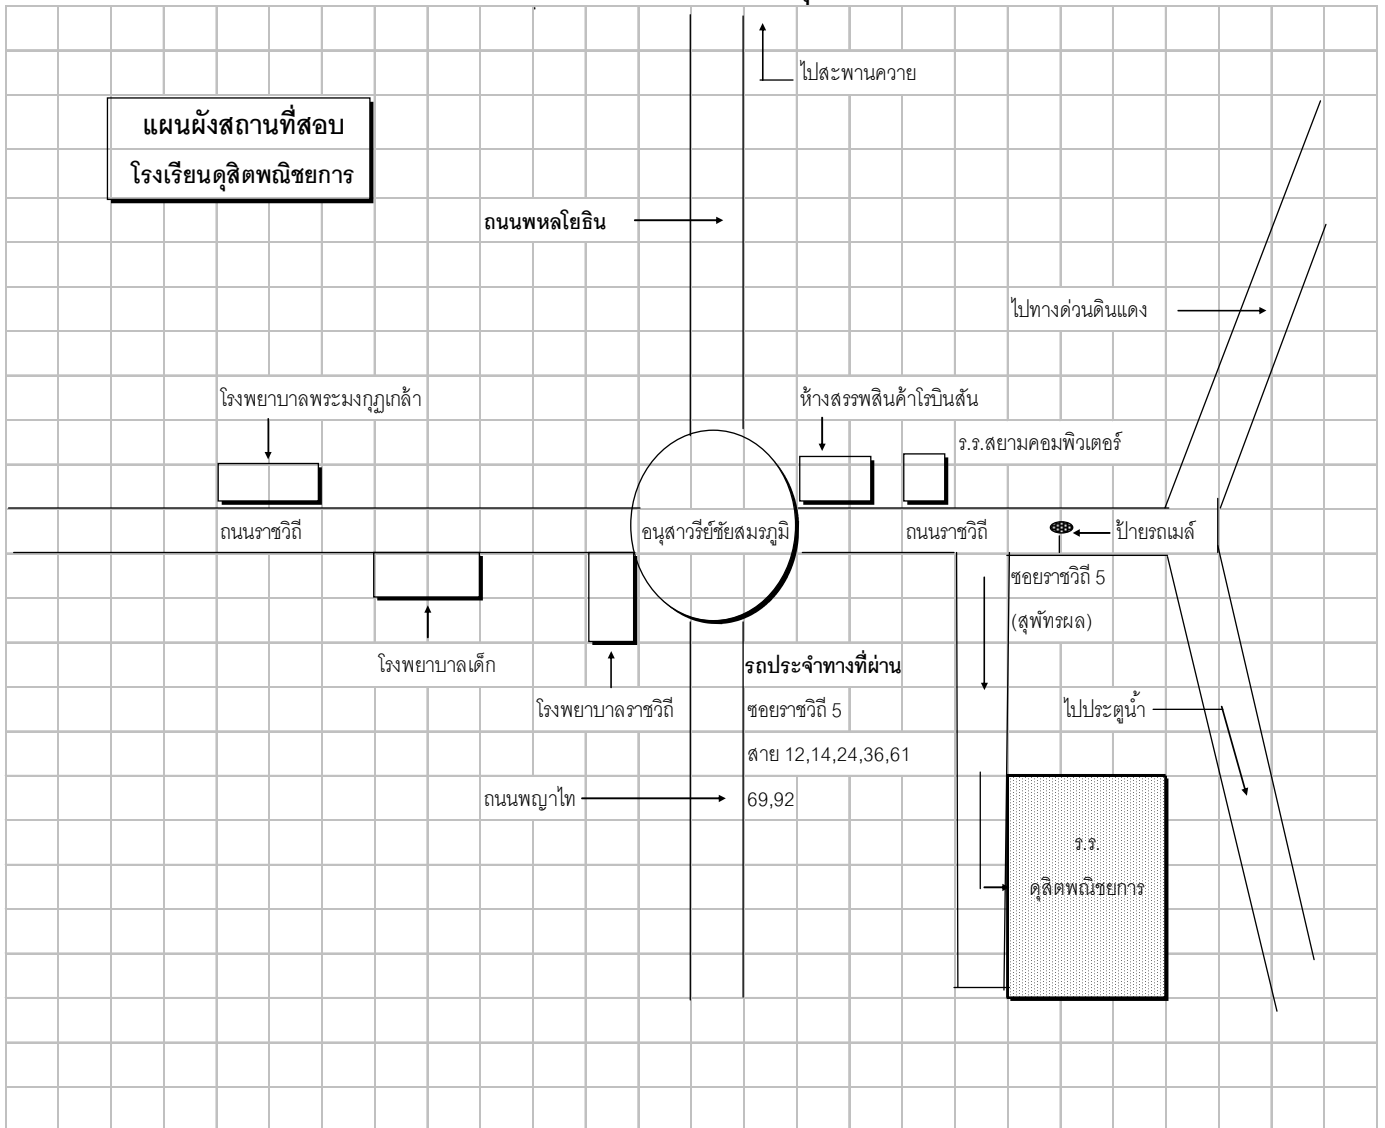 ไปสะพานควาย
แผนผังสถานที่สอบ
โรงเรียนดุสิตพณิชยการ
ถนนพหลโยธิน
ไปทางด่วนดินแดง
โรงพยาบาลพระมงกุฎเกล้า
ห้างสรรพสินค้าโรบินสัน
ร.ร.สยามคอมพิวเตอร์
ถนนราชวิถี
อนุสาวรีย์ชัยสมรภูมิ
ถนนราชวิถี
ป้ายรถเมล์
ซอยราชวิถี 5
(สุพัทรผล)
โรงพยาบาลเด็ก
โรงพยาบาลราชวิถี
รถประจำทางที่ผ่าน
ซอยราชวิถี 5
สาย 12,14,24,36,61
69,92
ไปประตูน้ำ
ถนนพญาไท
ร.ร.
ดุสิตพณิชยการ